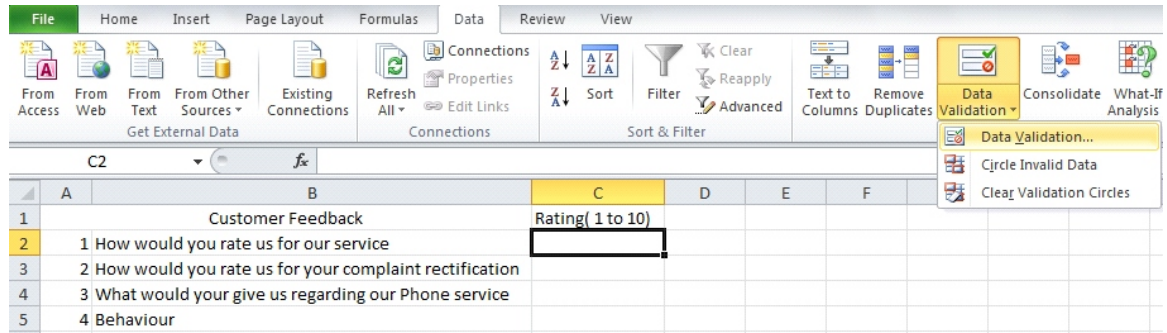 File Home Insert Page Layout Formulas Data Review View
From Access
From Web
From Text
From Other Sources
Existing Connections
Get External Data
Refresh All
Connections
Properties
Edit Links
Connections
Sort
Filter
Clear
Reapply
Advanced
Sort & Filter
Text to Columns
Remove Duplicates
Data Validation
Consolidate
What-If Analysis
Data Validation...
Circle Invalid Data
Clear Validation Circles
C2 fx
A B C D E F
1 Customer Feedback Rating( 1 to 10)
2 1 How would you rate us for our service
3 2 How would you rate us for your complaint rectification
4 3 What would your give us regarding our Phone service
5 4 Behaviour